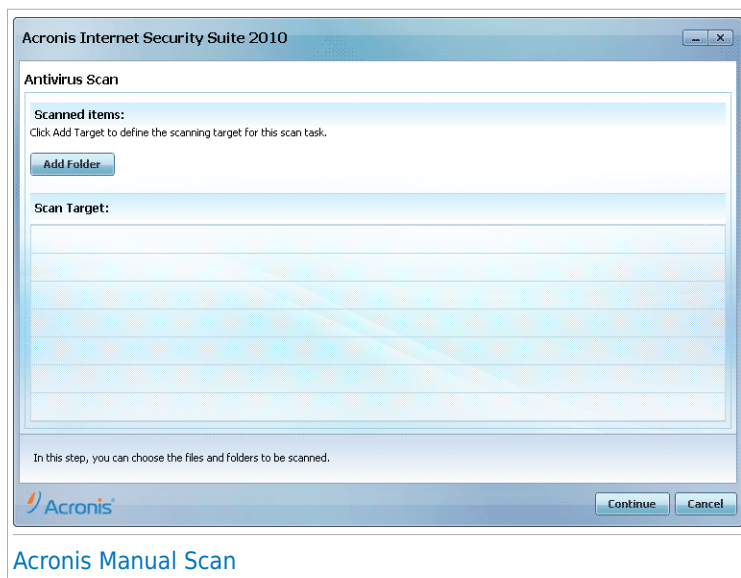 Acronis Internet Security Suite 2010
Antivirus Scan
Scanned items:
Click Add Target to define the scanning target for this scan task.
Add Folder
Scan Target:
In this step, you can choose the files and folders to be scanned.
Acronis
Continue
Cancel
Acronis Manual Scan